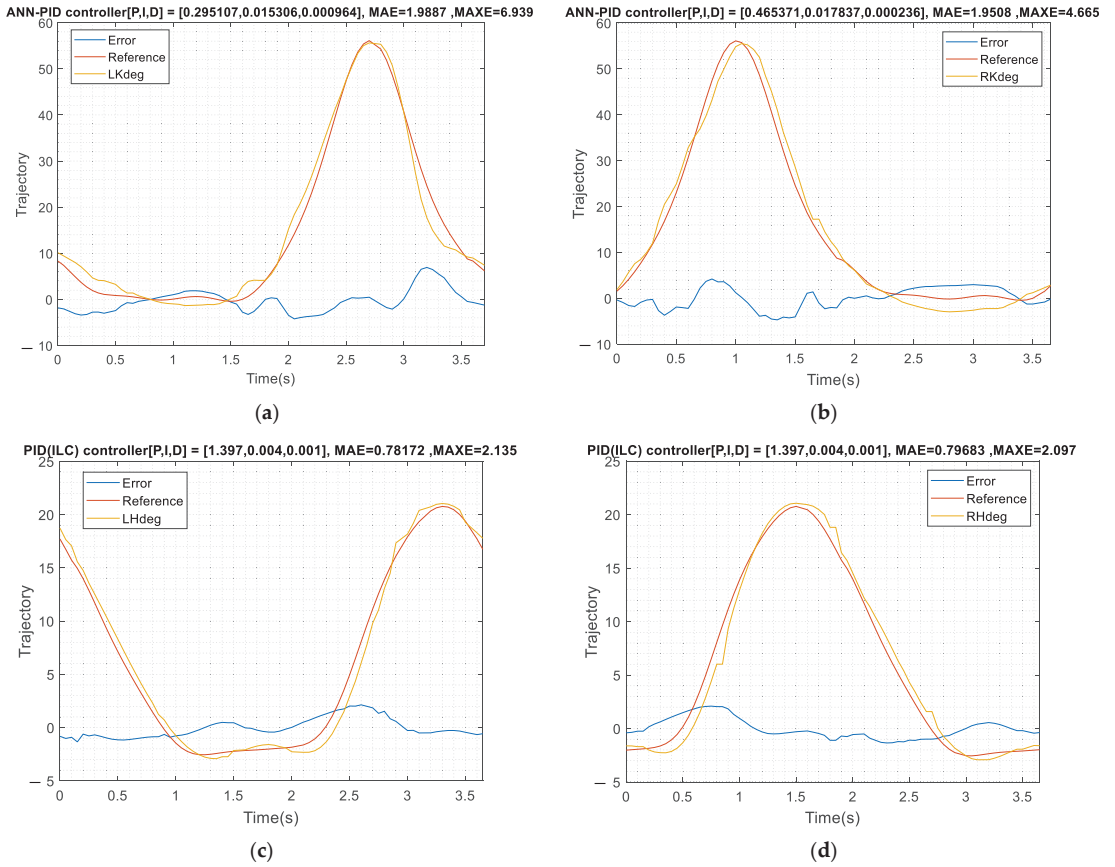 ANN-PID controller[P,I,D] = [0.295107,0.015306,0.000964], MAE=1.9887 ,MAXE=6.939
60
50
40
30
20
10
0
— 10
Trajectory
Error
Reference
LKdeg
0 0.5 1 1.5 2 2.5 3 3.5
Time(s)
(a)
ANN-PID controller[P,I,D] = [0.465371,0.017837,0.000236], MAE=1.9508 ,MAXE=4.665
60
50
40
30
20
10
0
— 10
Trajectory
Error
Reference
RKdeg
0 0.5 1 1.5 2 2.5 3 3.5
Time(s)
(b)
PID(ILC) controller[P,I,D] = [1.397,0.004,0.001], MAE=0.78172 ,MAXE=2.135
25
20
15
10
5
0
— 5
Trajectory
Error
Reference
LHdeg
0 0.5 1 1.5 2 2.5 3 3.5
Time(s)
(c)
PID(ILC) controller[P,I,D] = [1.397,0.004,0.001], MAE=0.79683 ,MAXE=2.097
25
20
15
10
5
0
— 5
Trajectory
Error
Reference
RHdeg
0 0.5 1 1.5 2 2.5 3 3.5
Time(s)
(d)